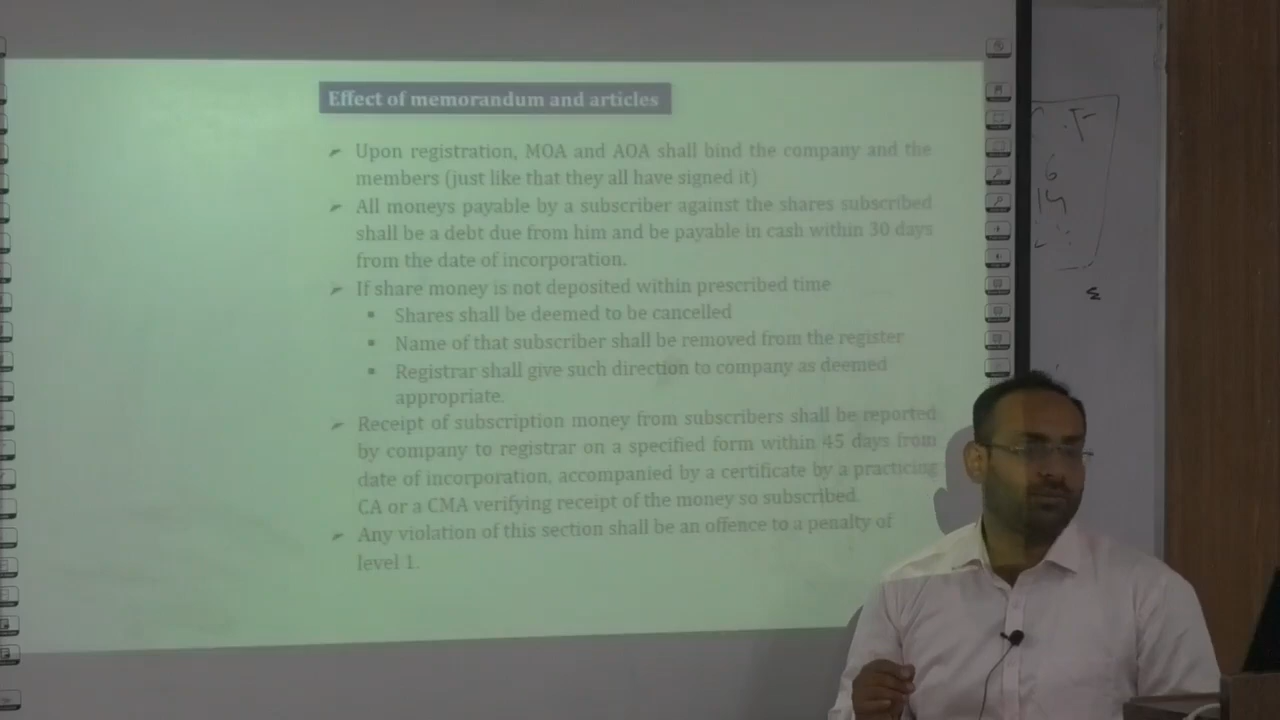 Effect of memorandum and articles
Upon registration, MOA and AOA shall bind the company and the
members (just like that they all have signed it)
All moneys payable by a subscriber against the shares subscribed
shall be a debt due from him and be payable in cash within 30 days
from the date of incorporation.
If share money is not deposited within prescribed time
Shares shall be deemed to be cancelled
Name of that subscriber shall be removed from the register
Registrar shall give such direction to company as deemed
appropriate.
Receipt of subscription money from subscribers shall be reported
by company to registrar on a specified form within 45 days from
date of incorporation, accompanied by a certificate by a practicing
CA or a CMA verifying receipt of the money so subscribed.
Any violation of this section shall be an offence to a penalty of
level 1.
6
14